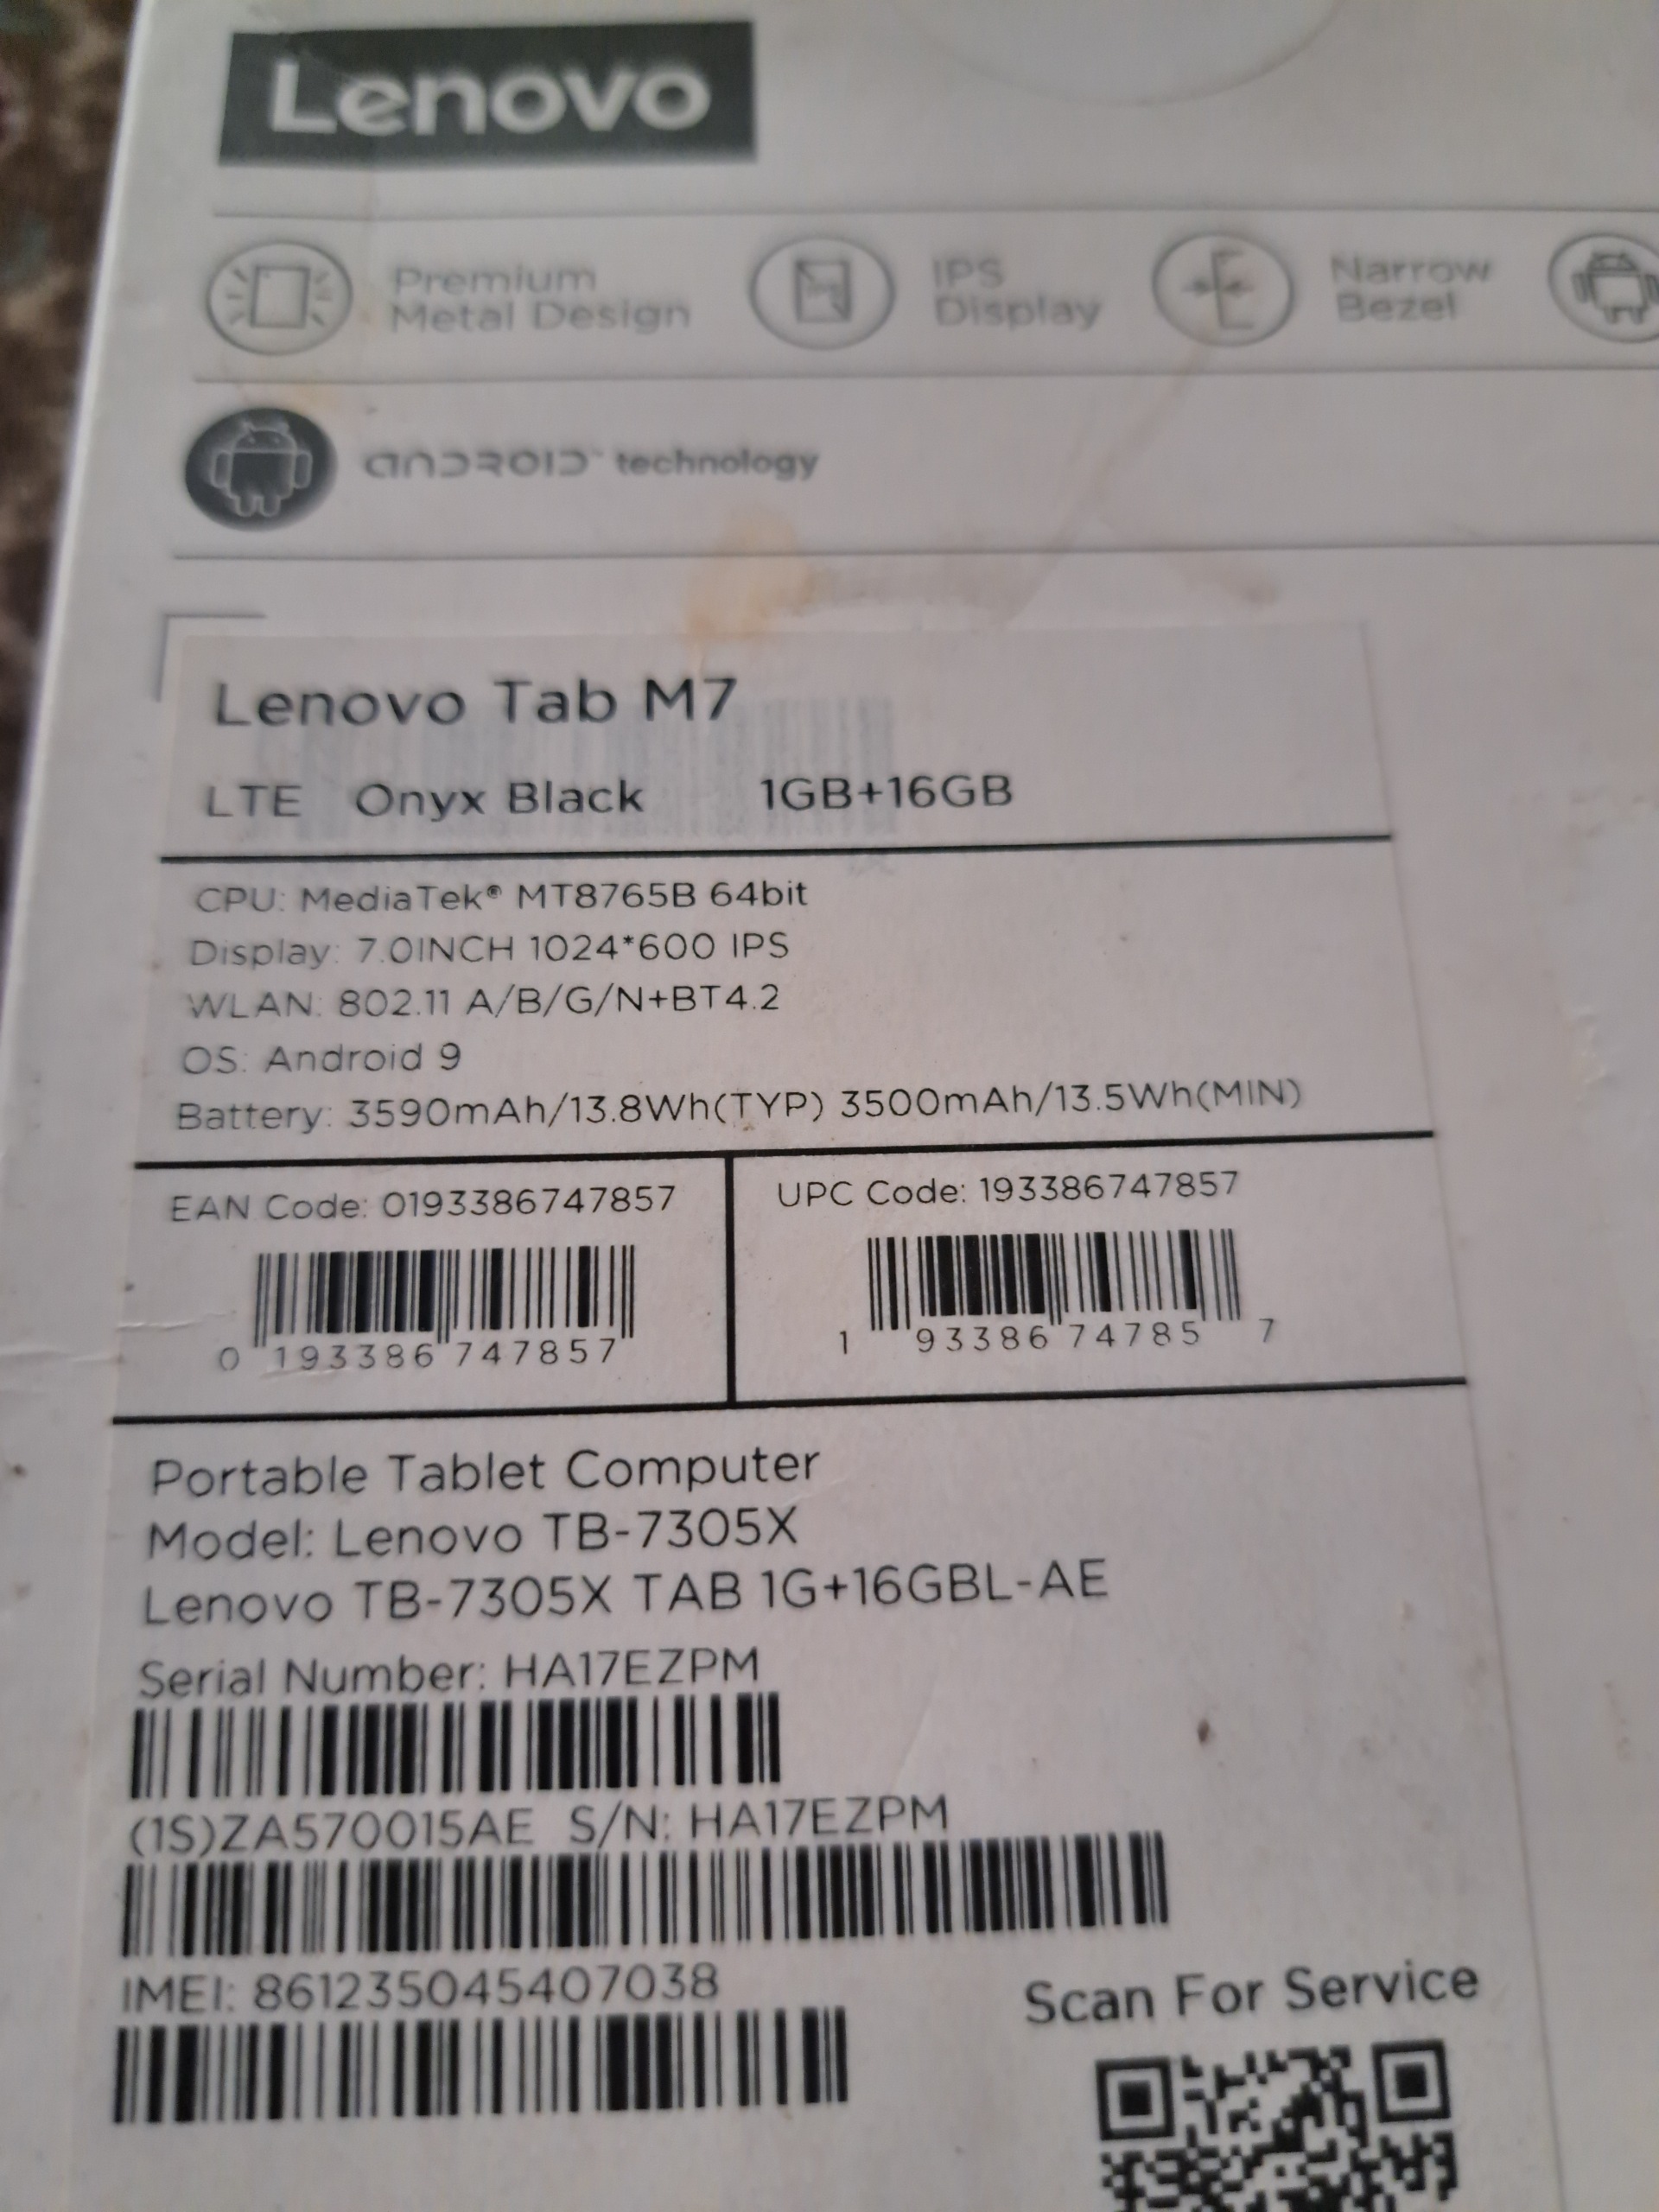 Lenovo
Premium
Metal Design
IPS
Display
Narrow
Bezel
ANDROID™ technology
Lenovo Tab M7
LTE Onyx Black 1GB+16GB
CPU: MediaTek® MT8765B 64bit
Display: 7.0INCH 1024*600 IPS
WLAN: 802.11 A/B/G/N+BT4.2
OS: Android 9
Battery: 3590mAh/13.8Wh(TYP) 3500mAh/13.5Wh(MIN)
EAN Code: 0193386747857
UPC Code: 193386747857
0 193386 747857
1 93386 74785 7
Portable Tablet Computer
Model: Lenovo TB-7305X
Lenovo TB-7305X TAB 1G+16GBL-AE
Serial Number: HA17EZPM
(1S)ZA570015AE S/N: HA17EZPM
IMEI: 861235045407038
Scan For Service